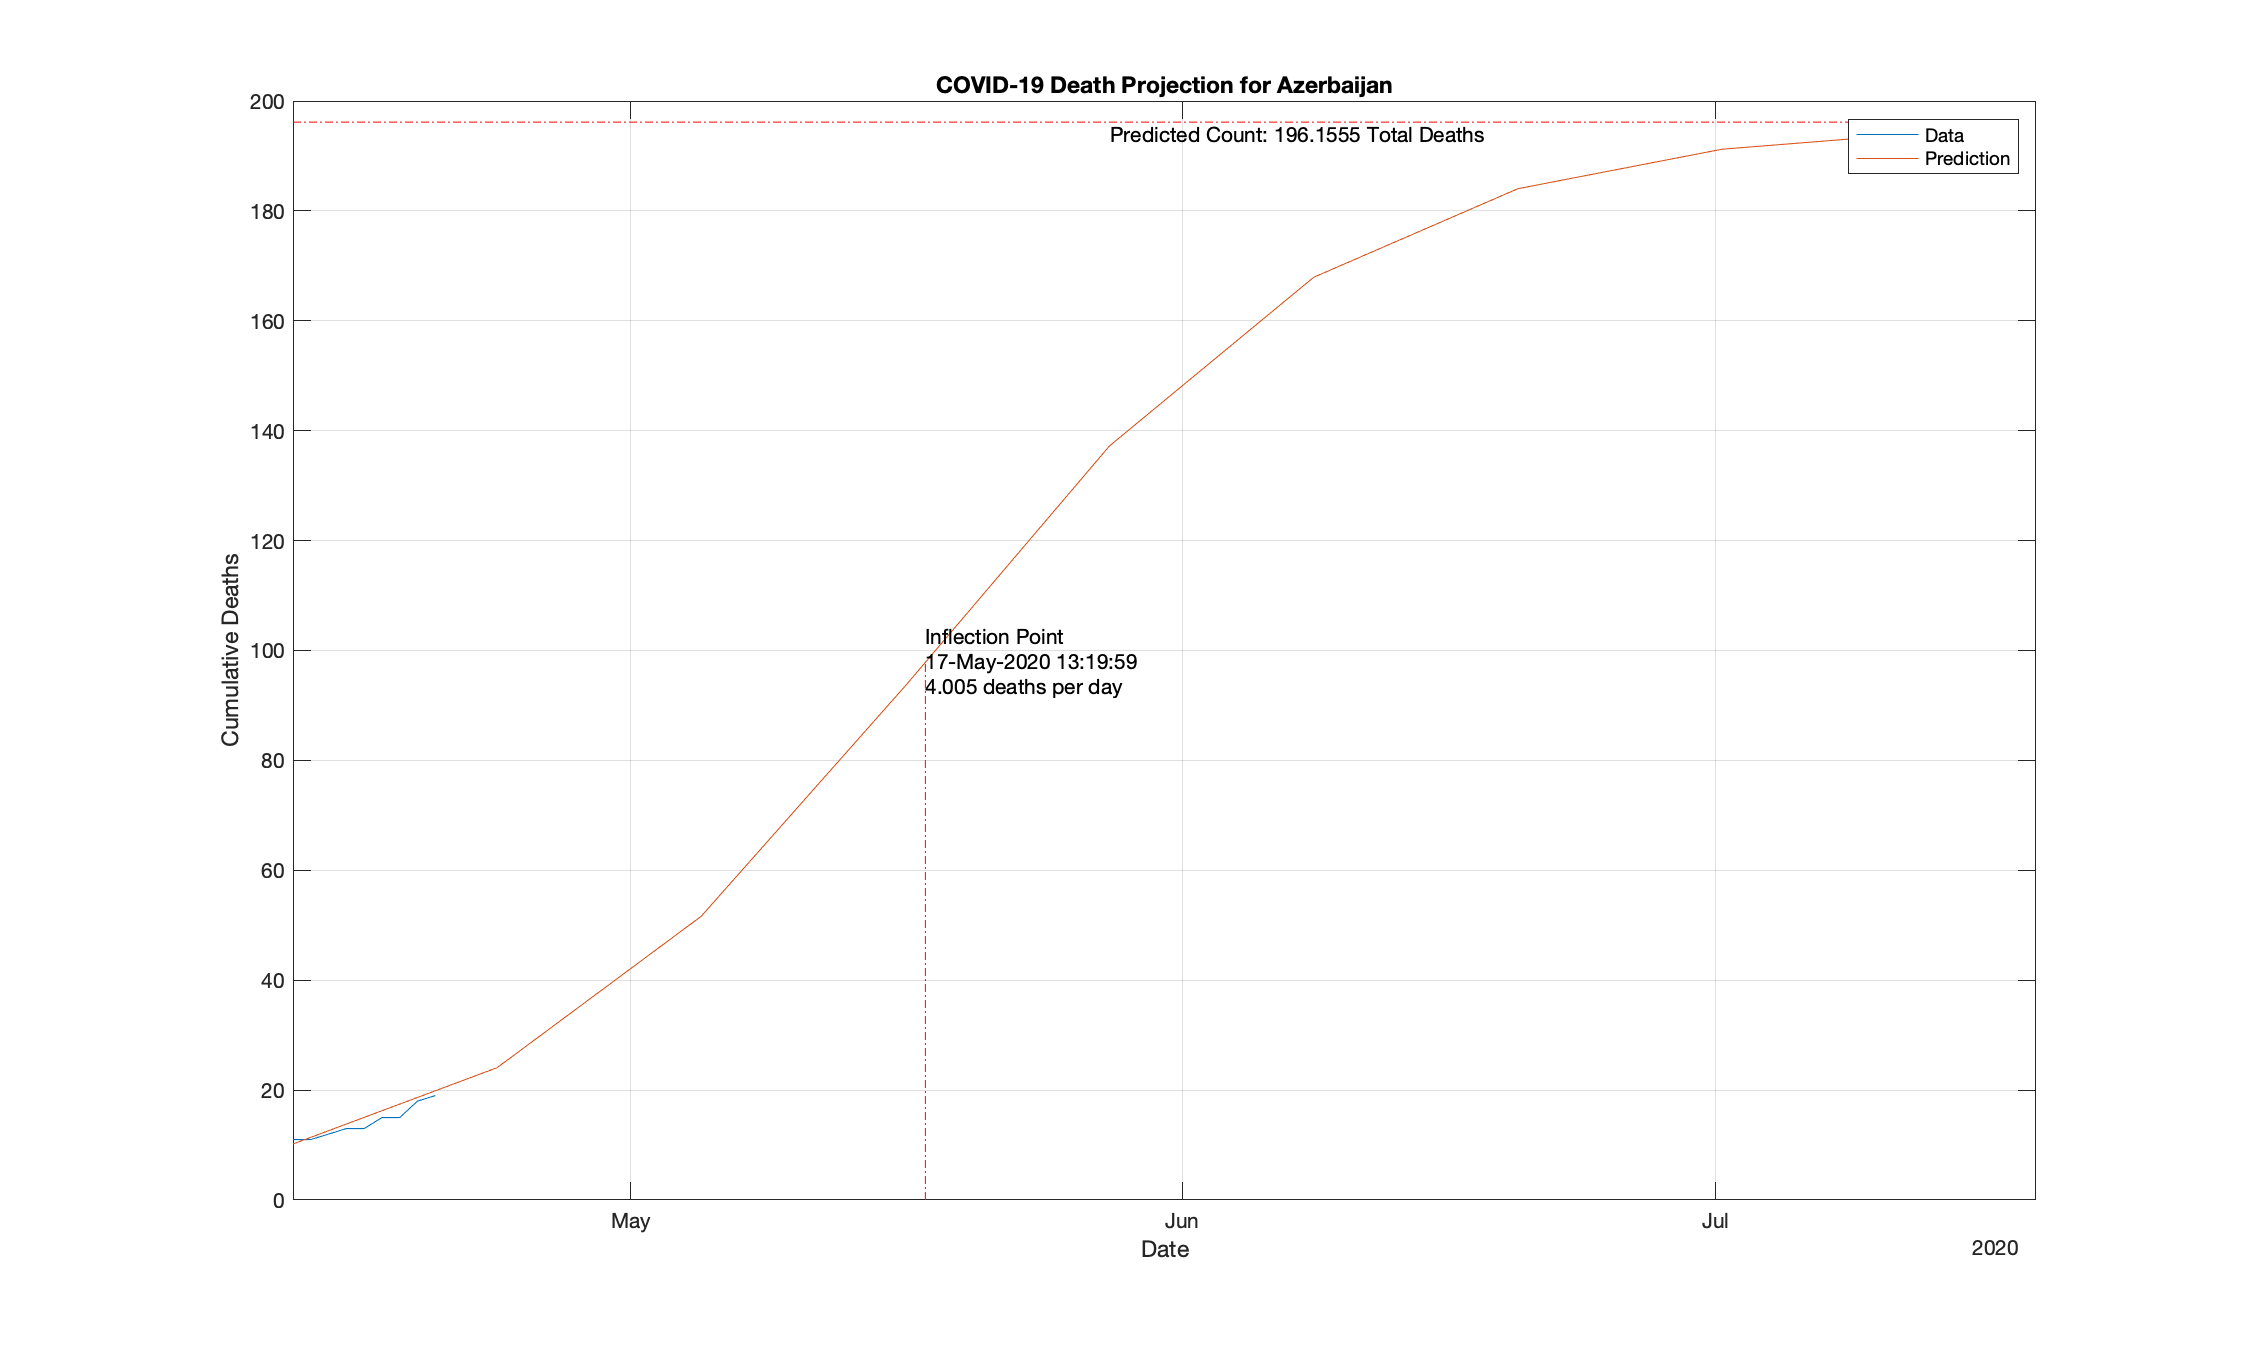 COVID-19 Death Projection for Azerbaijan
200
180
160
140
120
100
80
60
40
20
0
Cumulative Deaths
Predicted Count: 196.1555 Total Deaths
Data
Prediction
Inflection Point
17-May-2020 13:19:59
4.005 deaths per day
May
Jun
Jul
Date
2020